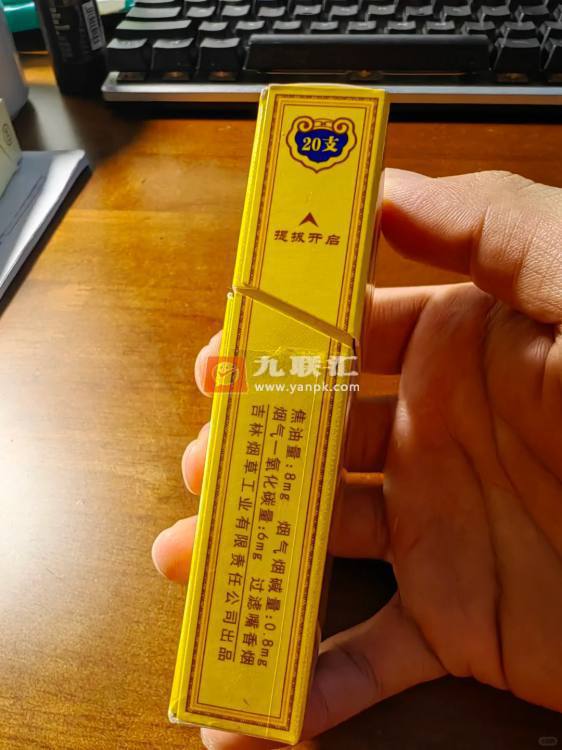 20支
提拔开启
九联汇
www.yanpk.com
焦油量:8mg 烟气烟碱量:0.8mg
烟气一氧化碳量:6mg 过滤嘴香烟
吉林烟草工业有限责任公司出品